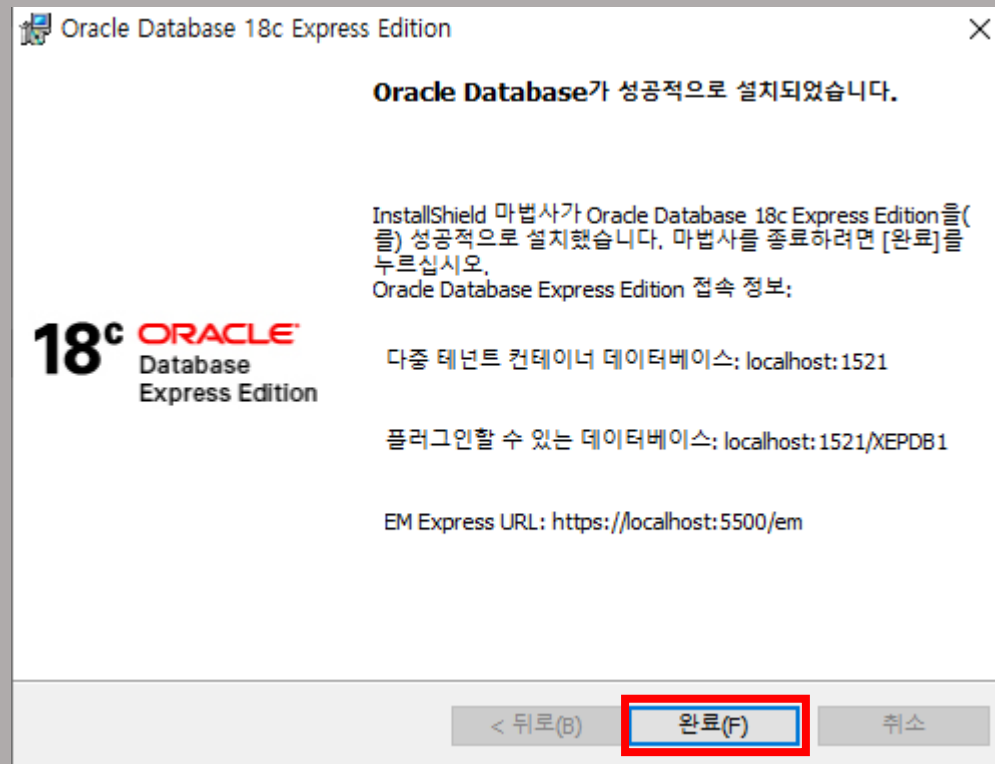 Oracle Database 18c Express Edition
Oracle Database가 성공적으로 설치되었습니다.
InstallShield 마법사가 Oracle Database 18c Express Edition을(
를) 성공적으로 설치했습니다. 마법사를 종료하려면 [완료]를
누르십시오.
Oracle Database Express Edition 접속 정보:
18c ORACLE
Database
Express Edition
다중 테넌트 컨테이너 데이터베이스: localhost:1521
플러그인할 수 있는 데이터베이스: localhost:1521/XEPDB1
EM Express URL: https://localhost:5500/em
< 뒤로(B) 완료(F) 취소